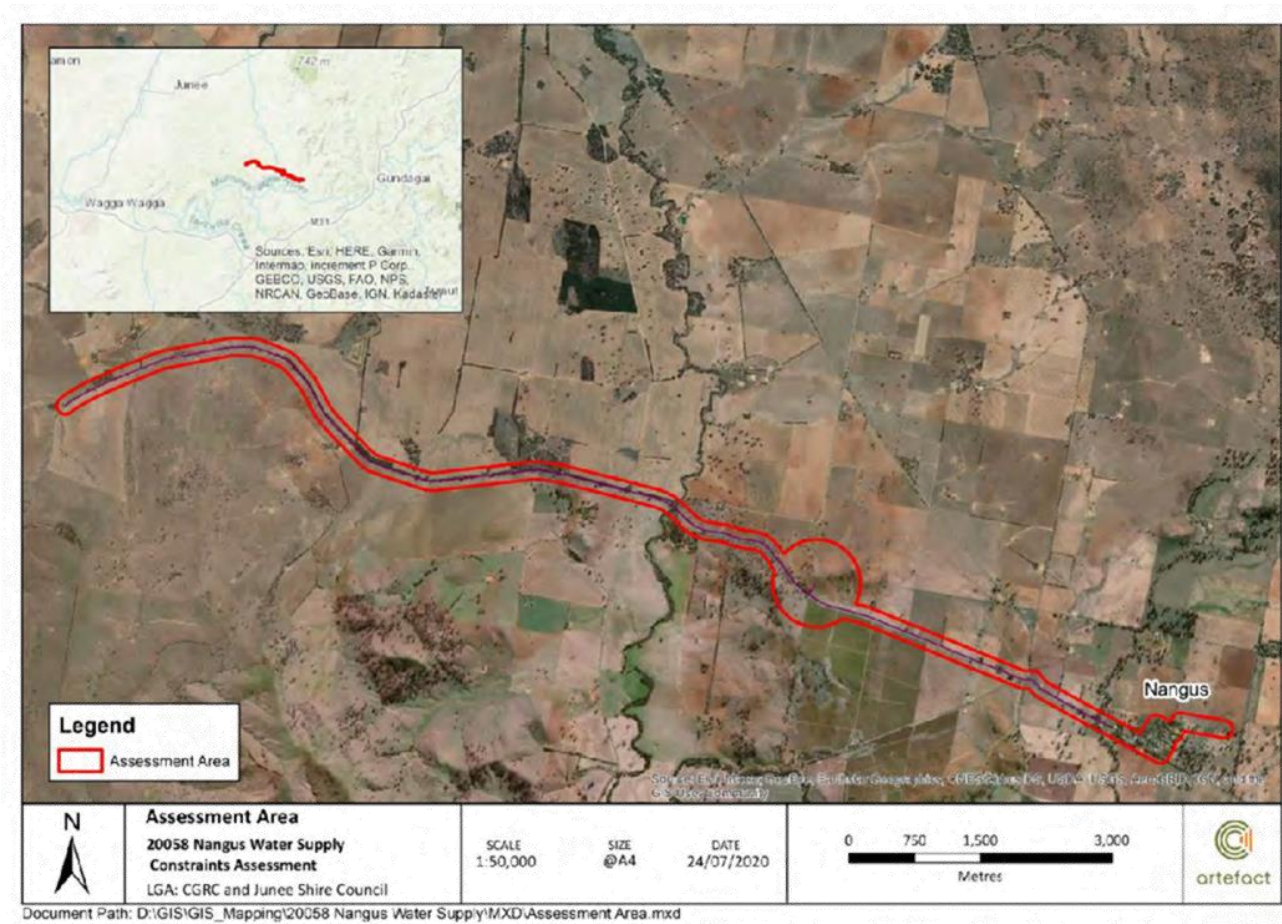 Junee
742 m
Gundagai
Wagga Wagga
M31
Sources: Esri, HERE, Garmin,
Intermap, increment P Corp.,
GEBCO, USGS, FAO, NPS,
NRCAN, GeoBase, IGN, Kadaster
Nangus
Legend
Assessment Area
GIS User Community
N
Assessment Area
20058 Nangus Water Supply
Constraints Assessment
LGA: CGRC and Junee Shire Council
SCALE
1:50,000
SIZE
@A4
DATE
24/07/2020
0 750 1,500 3,000
Metres
artefact
Document Path: D:\GIS\GIS_Mapping\20058 Nangus Water Supply\MXD\Assessment Area.mxd